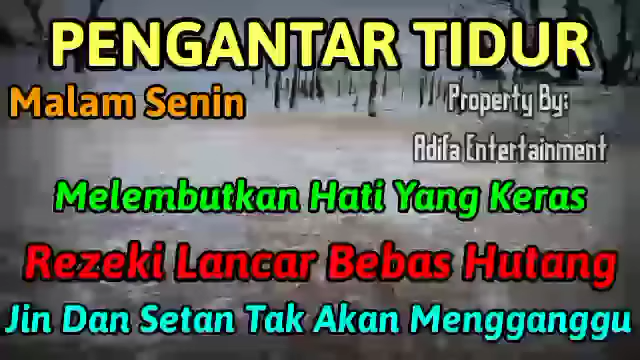 PENGANTAR TIDUR
Malam Senin
Property By:
Adifa Entertainment
Melembutkan Hati Yang Keras
Rezeki Lancar Bebas Hutang
Jin Dan Setan Tak Akan Mengganggu